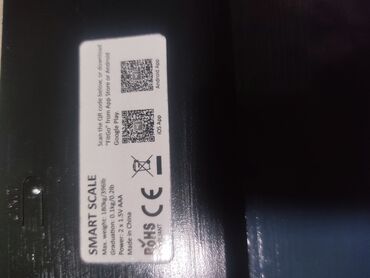 SMART SCALE
Max. weight: 180kg/396lb
Graduation: 0.1kg/0.2lb
Power: 2 x 1.5V AAA
Made in China
CE
RoHS
COMPLIANT
Scan the QR code below, or download
"FitGo" from App Store or Android
Google Play.
iOS App
Android App